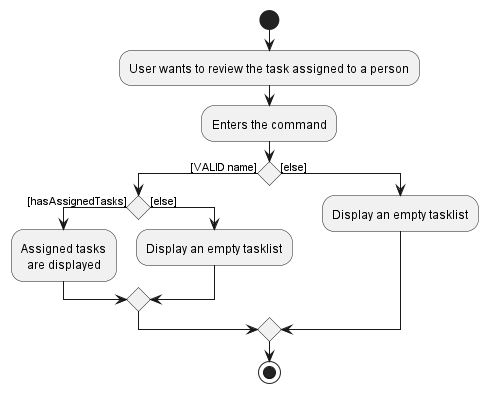 User wants to review the task assigned to a person
Enters the command
[VALID name]
[else]
[hasAssignedTasks]
[else]
Display an empty tasklist
Assigned tasks
are displayed
Display an empty tasklist